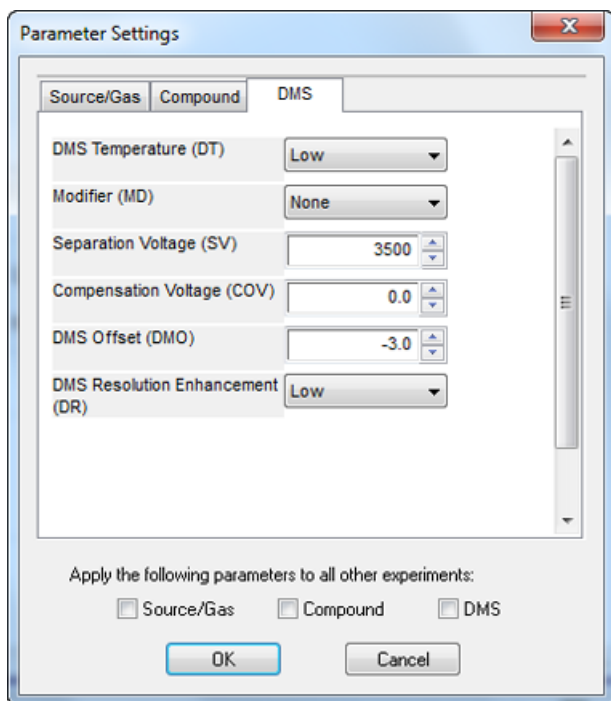 Parameter Settings
Source/Gas Compound DMS
DMS Temperature (DT) Low
Modifier (MD) None
Separation Voltage (SV) 3500
Compensation Voltage (COV) 0.0
DMS Offset (DMO) -3.0
DMS Resolution Enhancement Low
(DR)
Apply the following parameters to all other experiments:
Source/Gas Compound DMS
OK Cancel